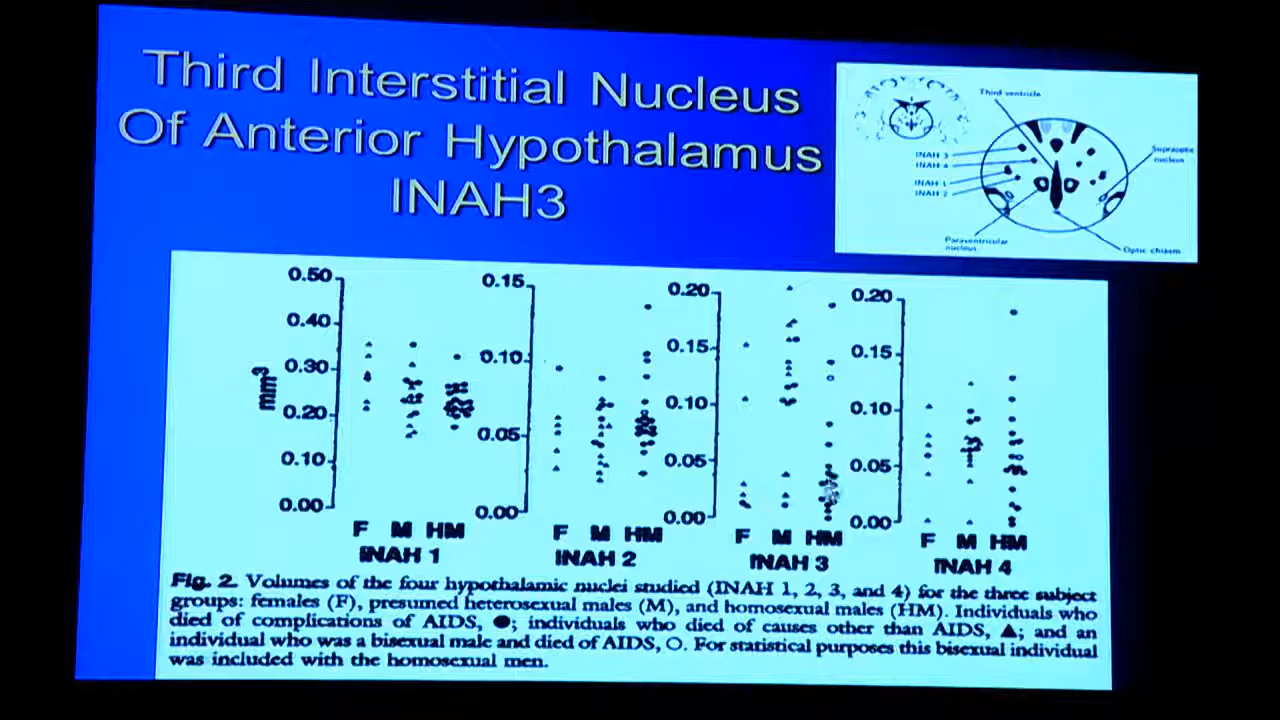 Third Interstitial Nucleus
Of Anterior Hypothalamus
INAH3
Third ventricle
INAH 3
INAH 4
INAH 1
INAH 2
Supraoptic
nucleus
Paraventricular
nucleus
Optic chiasm
mm³
0.50
0.40
0.30
0.20
0.10
0.00
F M HM
INAH 1
0.15
0.10
0.05
0.00
F M HM
INAH 2
0.20
0.15
0.10
0.05
0.00
F M HM
INAH 3
0.20
0.15
0.10
0.05
0.00
F M HM
INAH 4
Fig. 2. Volumes of the four hypothalamic nuclei studied (INAH 1, 2, 3, and 4) for the three subject
groups: females (F), presumed heterosexual males (M), and homosexual males (HM). Individuals who
died of complications of AIDS, ●; individuals who died of causes other than AIDS, ▲; and an
individual who was a bisexual male and died of AIDS, ○. For statistical purposes this bisexual individual
was included with the homosexual men.